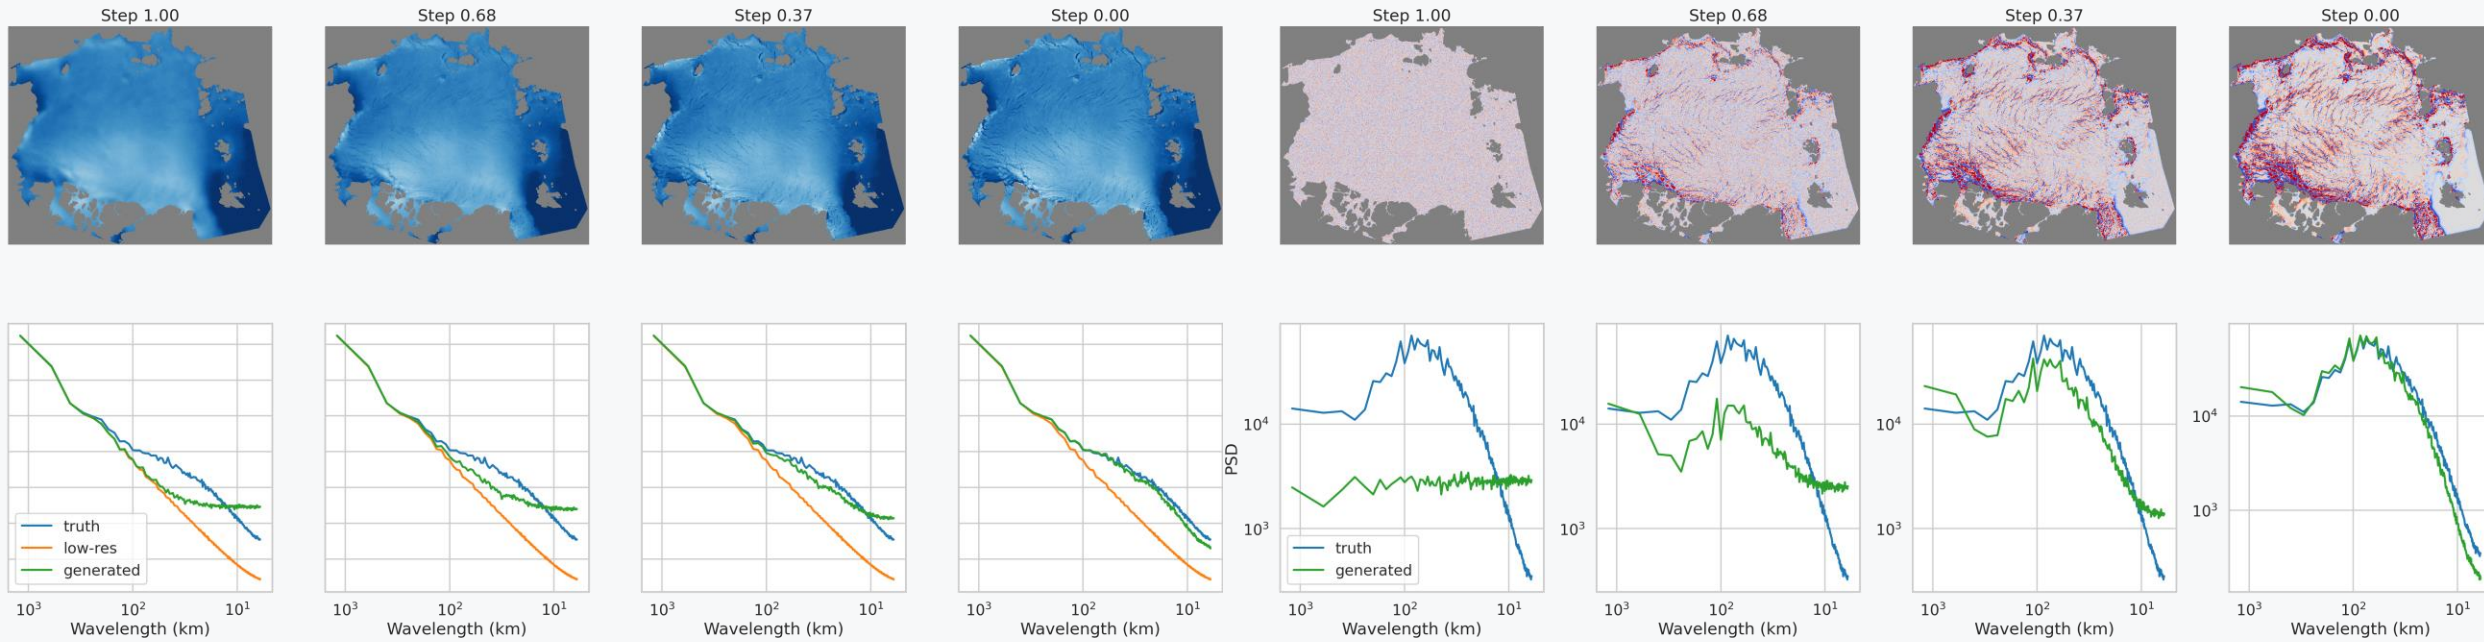 Step 1.00
Step 0.68
Step 0.37
Step 0.00
Step 1.00
Step 0.68
Step 0.37
Step 0.00
truth
low-res
generated
10³ 10² 10¹
Wavelength (km)
10³ 10² 10¹
Wavelength (km)
10³ 10² 10¹
Wavelength (km)
10³ 10² 10¹
Wavelength (km)
PSD
10⁴
10³
truth
generated
10³ 10² 10¹
Wavelength (km)
10⁴
10³
10³ 10² 10¹
Wavelength (km)
10⁴
10³
10³ 10² 10¹
Wavelength (km)
10⁴
10³
10³ 10² 10¹
Wavelength (km)